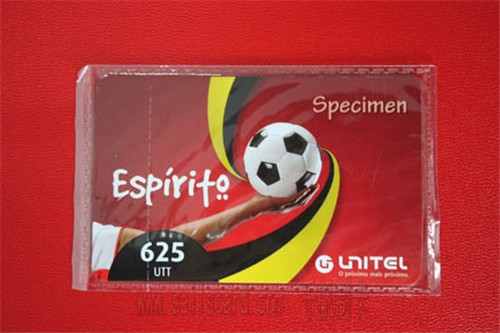 Specimen
Espírito
625
UTT
UNITEL
O próximo mais próximo.